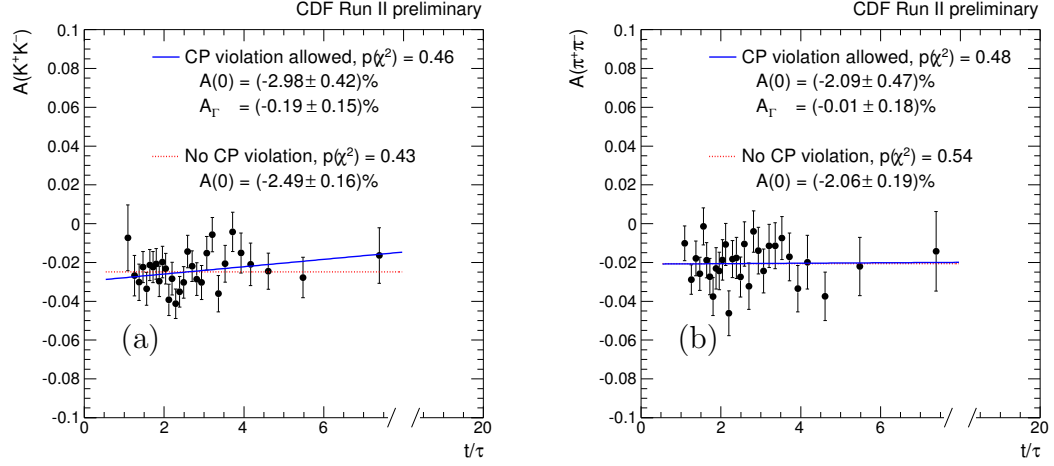 CDF Run II preliminary
A(K⁺K⁻)
0.1
0.08
0.06
0.04
0.02
0
-0.02
-0.04
-0.06
-0.08
-0.1
CP violation allowed, p(χ²) = 0.46
A(0) = (-2.98± 0.42)%
A_Γ = (-0.19± 0.15)%
No CP violation, p(χ²) = 0.43
A(0) = (-2.49± 0.16)%
(a)
0 2 4 6 20
t/τ
CDF Run II preliminary
A(π⁺π⁻)
0.1
0.08
0.06
0.04
0.02
0
-0.02
-0.04
-0.06
-0.08
-0.1
CP violation allowed, p(χ²) = 0.48
A(0) = (-2.09± 0.47)%
A_Γ = (-0.01± 0.18)%
No CP violation, p(χ²) = 0.54
A(0) = (-2.06± 0.19)%
(b)
0 2 4 6 20
t/τ